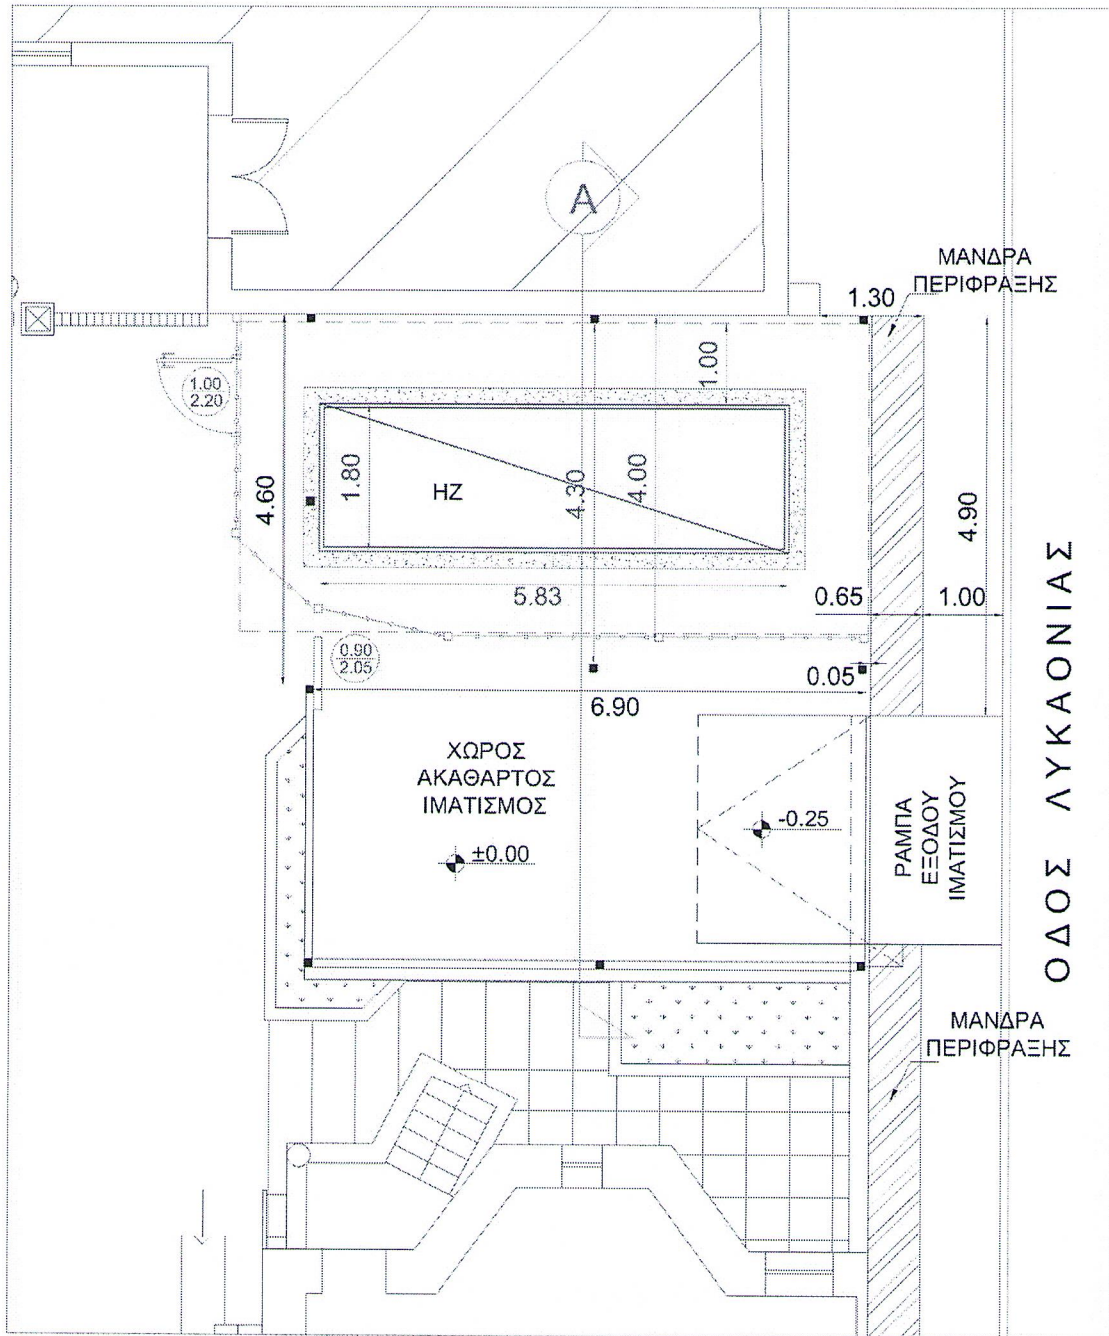 A
ΜΑΝΔΡΑ
ΠΕΡΙΦΡΑΞΗΣ
1.30
1.00
1.00
2.20
4.60
1.80
ΗΖ
4.30
4.00
4.90
5.83
0.65
1.00
0.90
2.05
0.05
6.90
ΧΩΡΟΣ
ΑΚΑΘΑΡΤΟΣ
ΙΜΑΤΙΣΜΟΣ
±0.00
-0.25
ΡΑΜΠΑ
ΕΞΟΔΟΥ
ΙΜΑΤΙΣΜΟΥ
ΟΔΟΣ ΛΥΚΑΟΝΙΑΣ
ΜΑΝΔΡΑ
ΠΕΡΙΦΡΑΞΗΣ